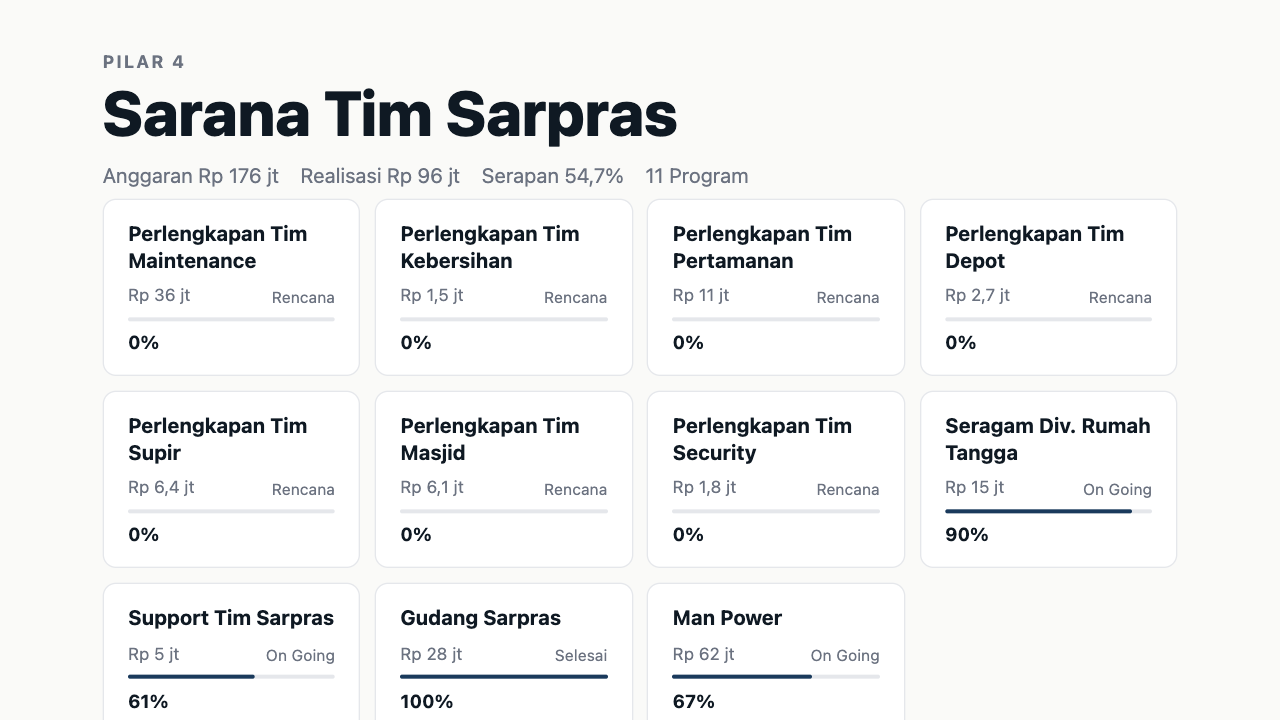 PILAR 4
Sarana Tim Sarpras
Anggaran Rp 176 jt Realisasi Rp 96 jt Serapan 54,7% 11 Program
Perlengkapan Tim
Maintenance
Rp 36 jt Rencana
0%
Perlengkapan Tim
Kebersihan
Rp 1,5 jt Rencana
0%
Perlengkapan Tim
Pertamanan
Rp 11 jt Rencana
0%
Perlengkapan Tim
Depot
Rp 2,7 jt Rencana
0%
Perlengkapan Tim
Supir
Rp 6,4 jt Rencana
0%
Perlengkapan Tim
Masjid
Rp 6,1 jt Rencana
0%
Perlengkapan Tim
Security
Rp 1,8 jt Rencana
0%
Seragam Div. Rumah
Tangga
Rp 15 jt On Going
90%
Support Tim Sarpras
Rp 5 jt On Going
61%
Gudang Sarpras
Rp 28 jt Selesai
100%
Man Power
Rp 62 jt On Going
67%